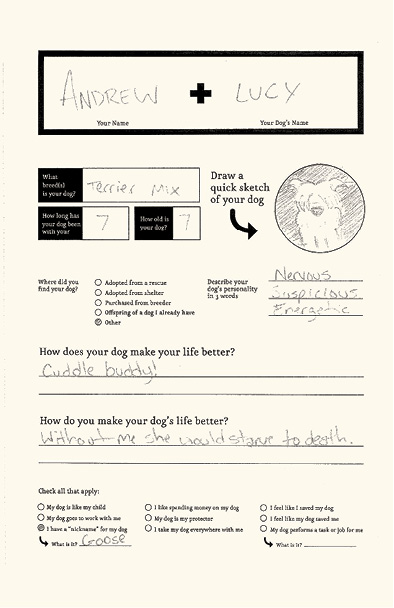 ANDREW + LUCY
Your Name
Your Dog's Name
What breed(s) is your dog?
Terrier Mix
How long has your dog been with your
7
How old is your dog?
7
Draw a
quick sketch
of your dog
Where did you
find your dog?
Adopted from a rescue
Adopted from shelter
Purchased from breeder
Offspring of a dog I already have
Other
Describe your
dog's personality
in 3 words
Nervous
Suspicious
Energetic
How does your dog make your life better?
Cuddle buddy!
How do you make your dog's life better?
Without me she would starve to death.
Check all that apply:
My dog is like my child
My dog goes to work with me
I have a "nickname" for my dog
What is it? Goose
I like spending money on my dog
My dog is my protector
I take my dog everywhere with me
I feel like I saved my dog
I feel like my dog saved me
My dog performs a task or job for me
What is it?